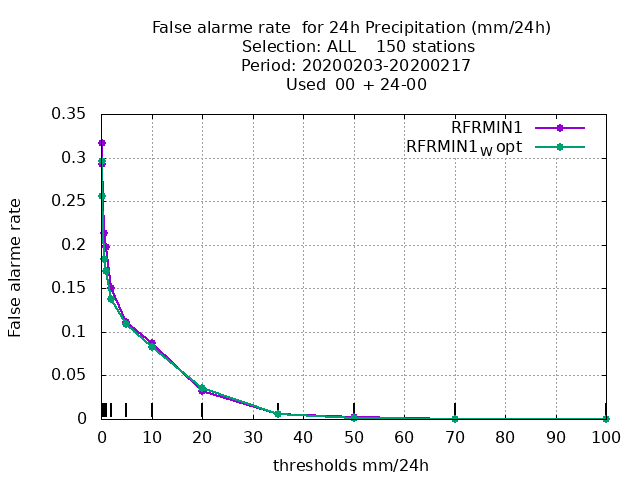 False alarme rate  for 24h Precipitation (mm/24h)
Selection: ALL    150 stations
Period: 20200203-20200217
Used  00 + 24-00
RFRMIN1
RFRMIN1W opt
0.35
0.3
0.25
0.2
0.15
0.1
0.05
0
False alarme rate
0 10 20 30 40 50 60 70 80 90 100
thresholds mm/24h